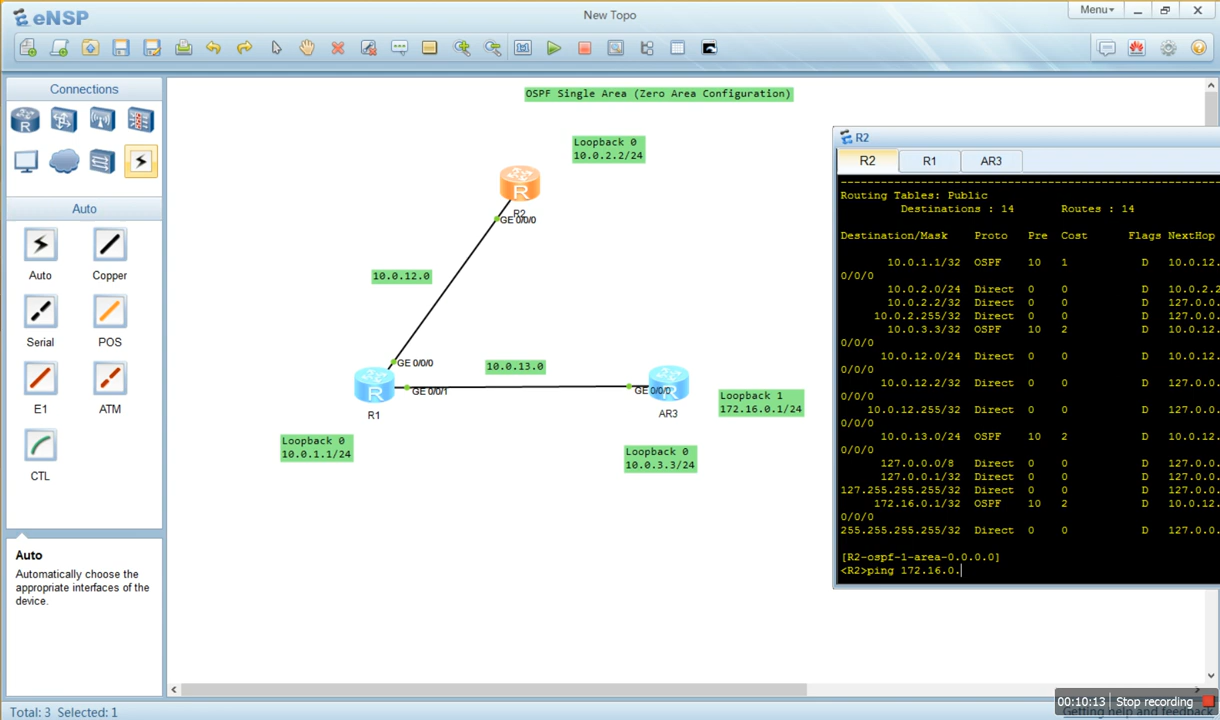 eNSP
New Topo
Menu
Connections
Auto
Auto
Copper
Serial
POS
E1
ATM
CTL
Auto
Automatically choose the
appropriate interfaces of the
device.
OSPF Single Area (Zero Area Configuration)
Loopback 0
10.0.2.2/24
R
R2
GE 0/0/0
10.0.12.0
GE 0/0/0
10.0.13.0
R
GE 0/0/1
R1
GE 0/0/0
R
AR3
Loopback 1
172.16.0.1/24
Loopback 0
10.0.1.1/24
Loopback 0
10.0.3.3/24
R2
R2 R1 AR3
Routing Tables: Public
Destinations : 14 Routes : 14
Destination/Mask Proto Pre Cost Flags NextHop
10.0.1.1/32 OSPF 10 1 D 10.0.12.
0/0/0
10.0.2.0/24 Direct 0 0 D 10.0.2.2
10.0.2.2/32 Direct 0 0 D 127.0.0.
10.0.2.255/32 Direct 0 0 D 127.0.0.
10.0.3.3/32 OSPF 10 2 D 10.0.12.
0/0/0
10.0.12.0/24 Direct 0 0 D 10.0.12.
0/0/0
10.0.12.2/32 Direct 0 0 D 127.0.0.
0/0/0
10.0.12.255/32 Direct 0 0 D 127.0.0.
0/0/0
10.0.13.0/24 OSPF 10 2 D 10.0.12.
0/0/0
127.0.0.0/8 Direct 0 0 D 127.0.0.
127.0.0.1/32 Direct 0 0 D 127.0.0.
127.255.255.255/32 Direct 0 0 D 127.0.0.
172.16.0.1/32 OSPF 10 2 D 10.0.12.
0/0/0
255.255.255.255/32 Direct 0 0 D 127.0.0.
[R2-ospf-1-area-0.0.0.0]
<R2>ping 172.16.0.
00:10:13 Stop recording
Getting help and feedback
Total: 3 Selected: 1